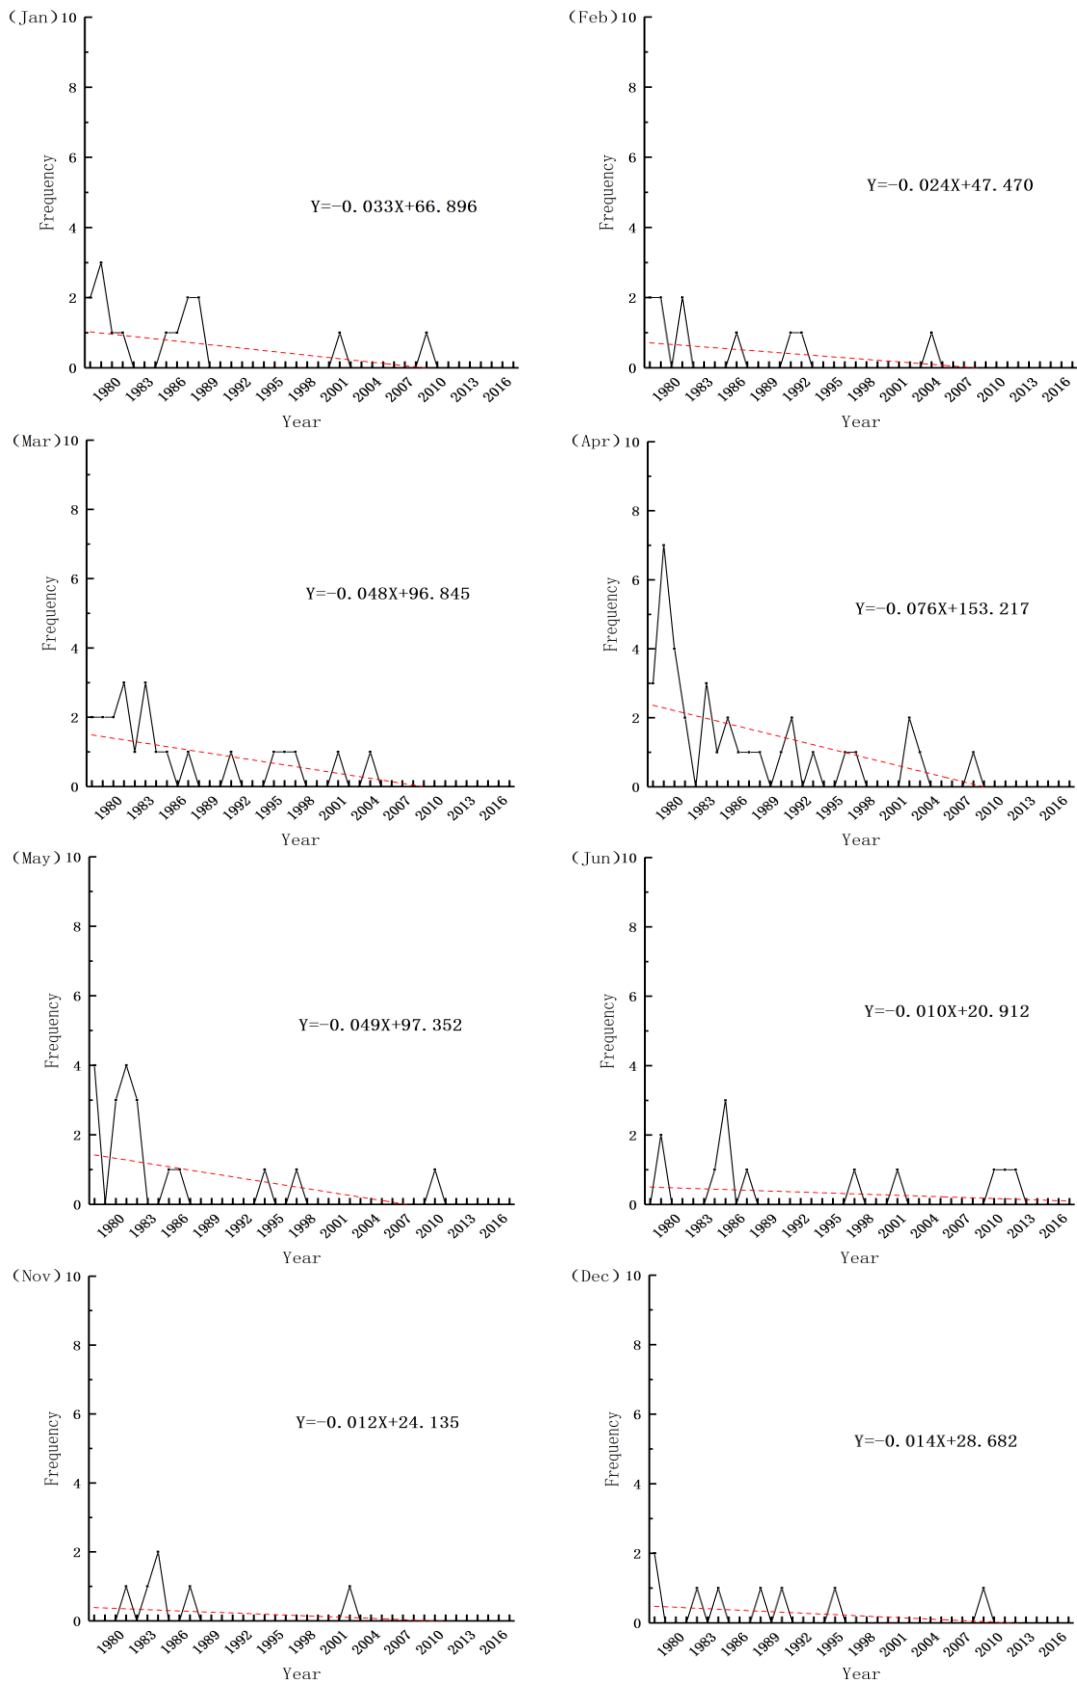 (Jan) 10
8
6
4
2
0
Frequency
Y=-0.033X+66.896
1980 1983 1986 1989 1992 1995 1998 2001 2004 2007 2010 2013 2016
Year
(Feb) 10
8
6
4
2
0
Frequency
Y=-0.024X+47.470
1980 1983 1986 1989 1992 1995 1998 2001 2004 2007 2010 2013 2016
Year
(Mar) 10
8
6
4
2
0
Frequency
Y=-0.048X+96.845
1980 1983 1986 1989 1992 1995 1998 2001 2004 2007 2010 2013 2016
Year
(Apr) 10
8
6
4
2
0
Frequency
Y=-0.076X+153.217
1980 1983 1986 1989 1992 1995 1998 2001 2004 2007 2010 2013 2016
Year
(May) 10
8
6
4
2
0
Frequency
Y=-0.049X+97.352
1980 1983 1986 1989 1992 1995 1998 2001 2004 2007 2010 2013 2016
Year
(Jun) 10
8
6
4
2
0
Frequency
Y=-0.010X+20.912
1980 1983 1986 1989 1992 1995 1998 2001 2004 2007 2010 2013 2016
Year
(Nov) 10
8
6
4
2
0
Frequency
Y=-0.012X+24.135
1980 1983 1986 1989 1992 1995 1998 2001 2004 2007 2010 2013 2016
Year
(Dec) 10
8
6
4
2
0
Frequency
Y=-0.014X+28.682
1980 1983 1986 1989 1992 1995 1998 2001 2004 2007 2010 2013 2016
Year